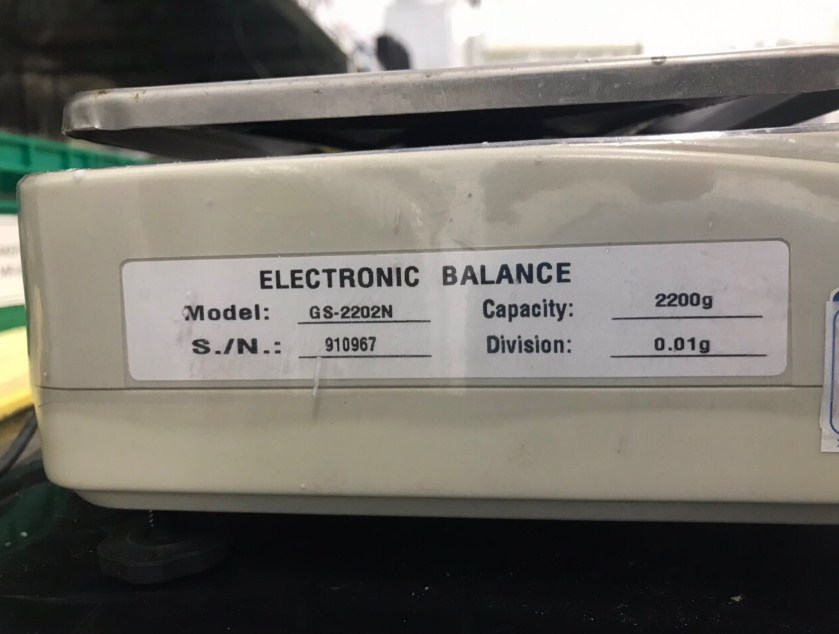 ELECTRONIC BALANCE
Model: GS-2202N Capacity: 2200g
S./N.: 910967 Division: 0.01g